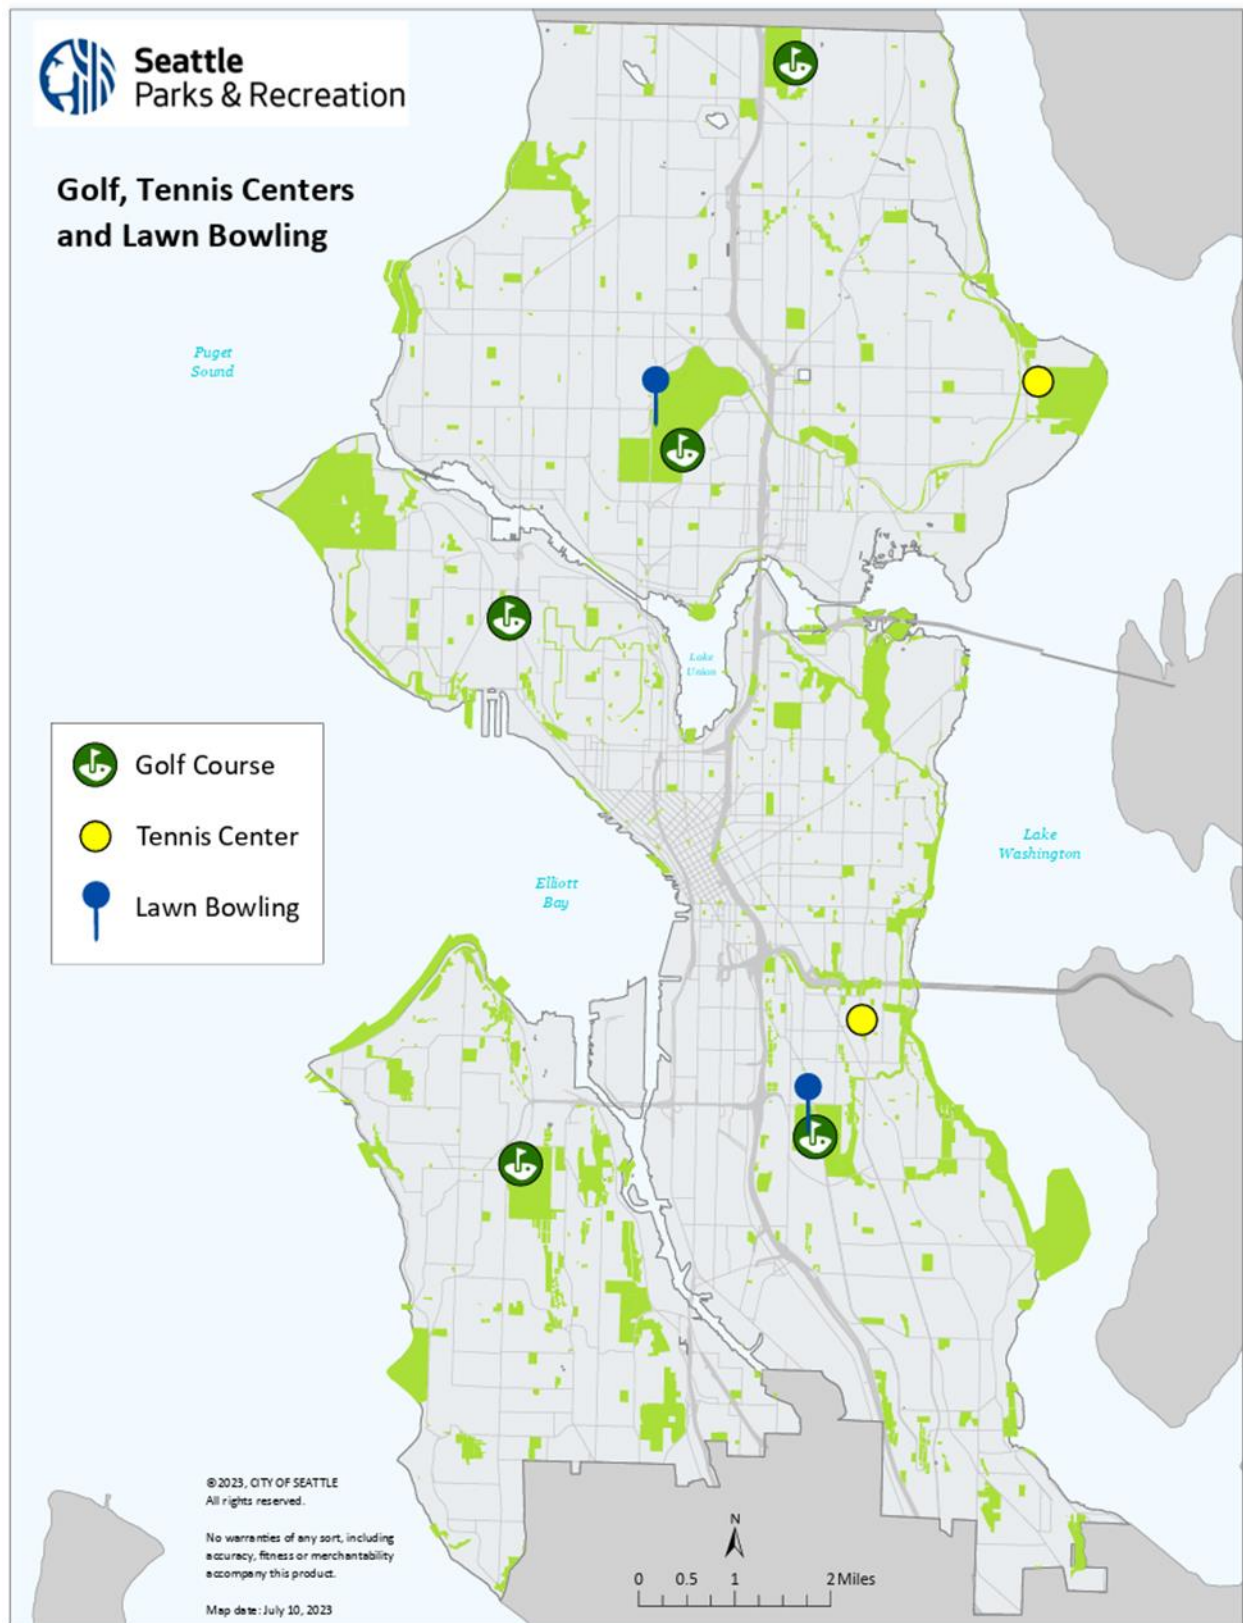 Seattle
Parks & Recreation
Golf, Tennis Centers
and Lawn Bowling
Puget
Sound
Lake
Union
Golf Course
Tennis Center
Lawn Bowling
Lake
Washington
Elliott
Bay
©2023, CITY OF SEATTLE
All rights reserved.
No warranties of any sort, including
accuracy, fitness or merchantability
accompany this product.
Map date: July 10, 2023
N
0 0.5 1 2 Miles